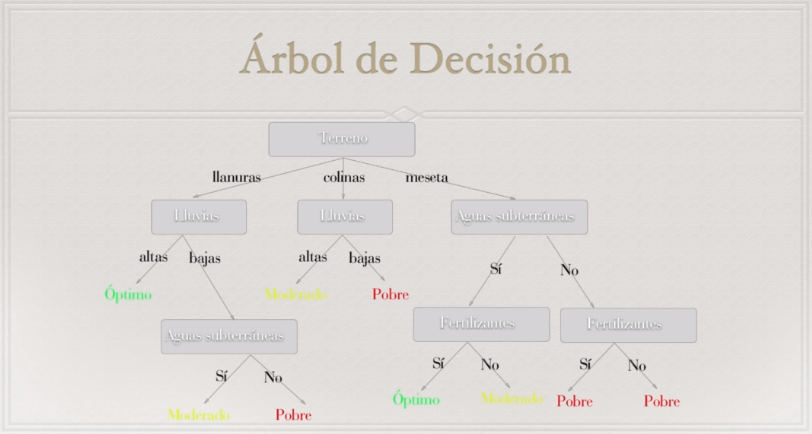 Árbol de Decisión
Terreno
llanuras colinas meseta
Lluvias Lluvias Aguas subterráneas
altas bajas altas bajas Sí No
Óptimo Moderado Pobre
Aguas subterráneas Fertilizantes Fertilizantes
Sí No Sí No Sí No
Moderado Pobre Óptimo Moderado Pobre Pobre